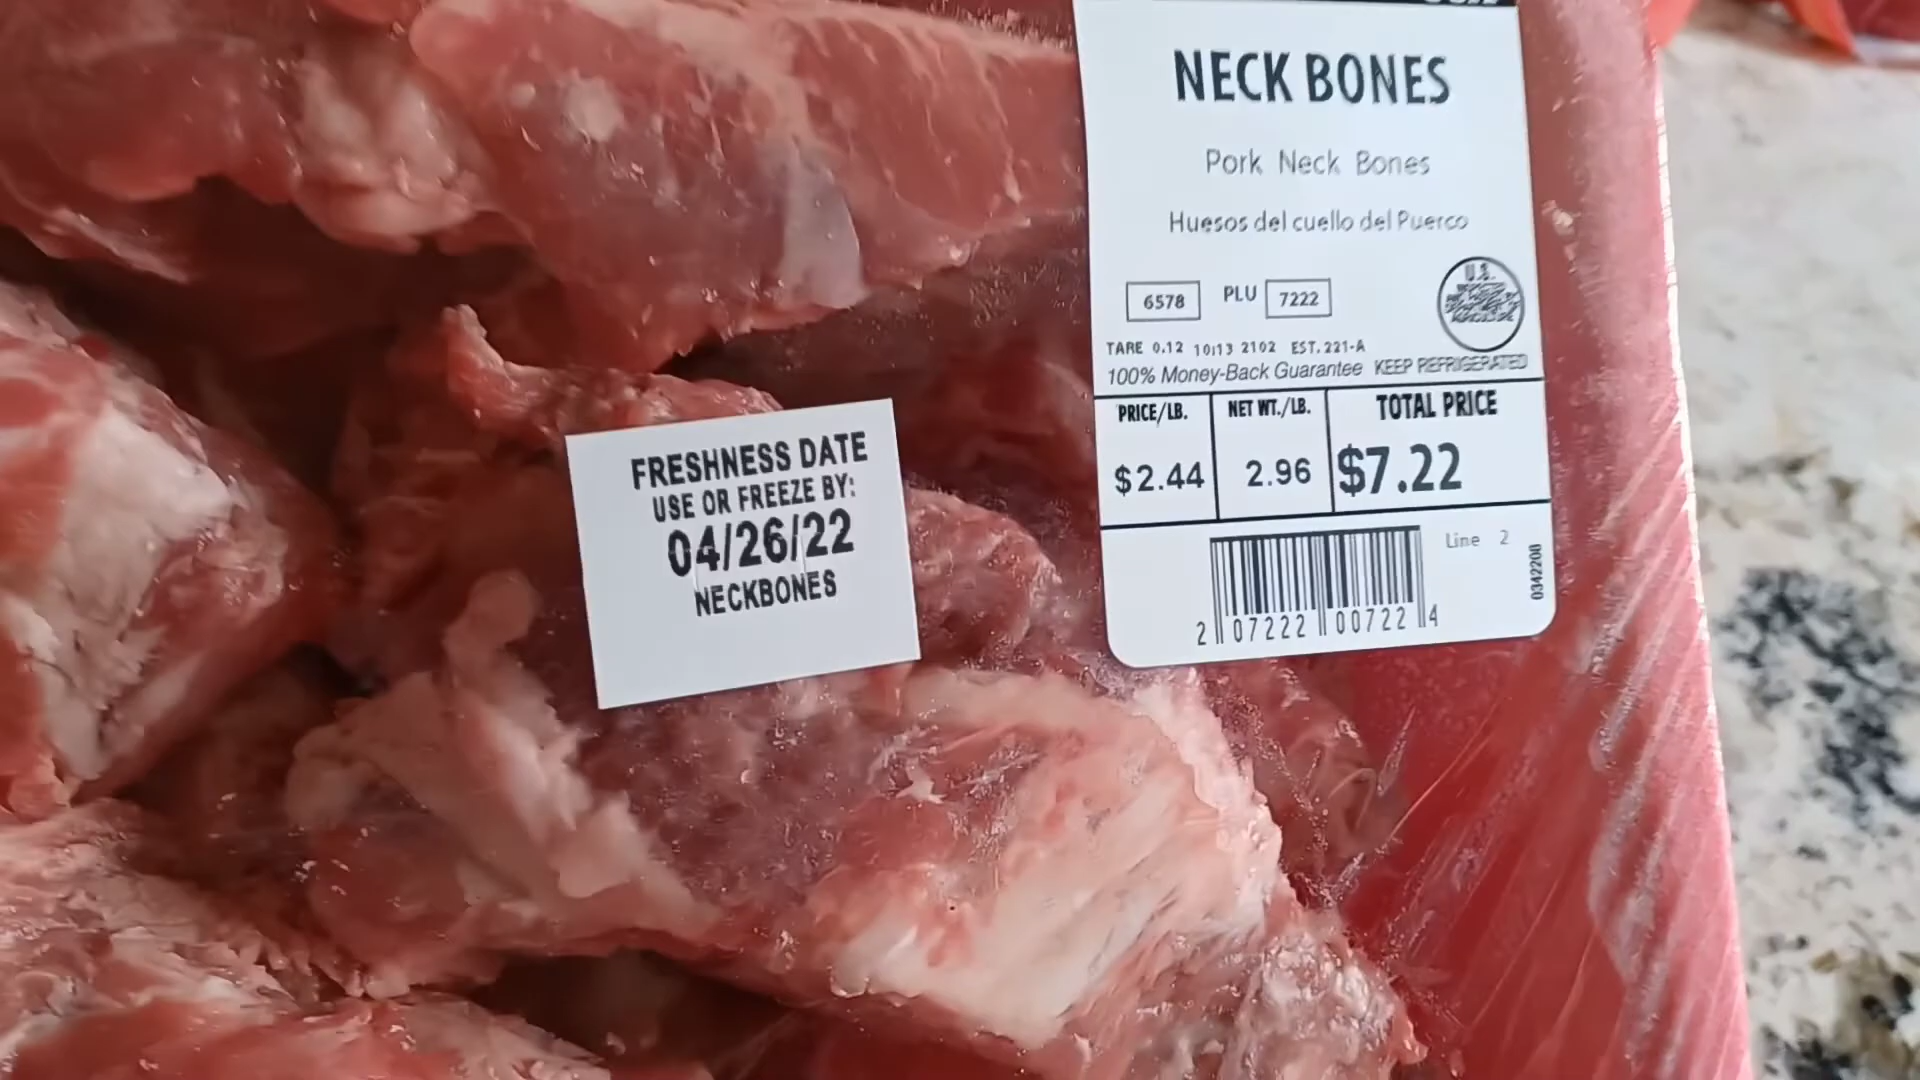 FRESHNESS DATE
USE OR FREEZE BY:
04/26/22
NECKBONES
NECK BONES
Pork Neck Bones
Huesos del cuello del Puerco
6578 PLU 7222
U.S.
TARE 0.12 10:13 2102 EST. 221-A
100% Money-Back Guarantee KEEP REFRIGERATED
PRICE/LB. NET WT./LB. TOTAL PRICE
$2.44 2.96 $7.22
Line 2
0342200
2 07222 00722 4